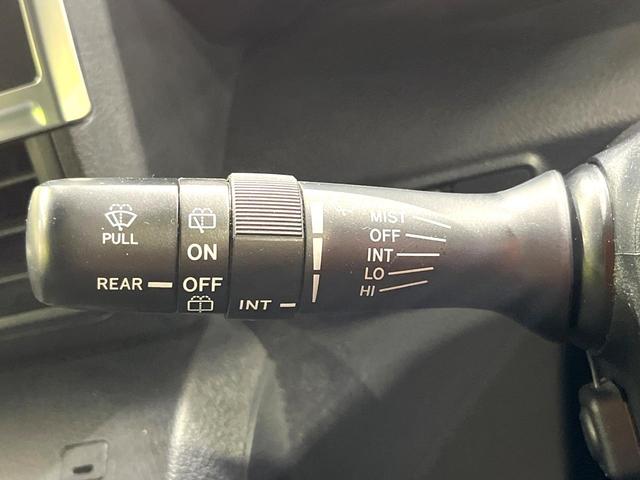 PULL
REAR
ON
OFF
INT
MIST
OFF
INT
LO
HI